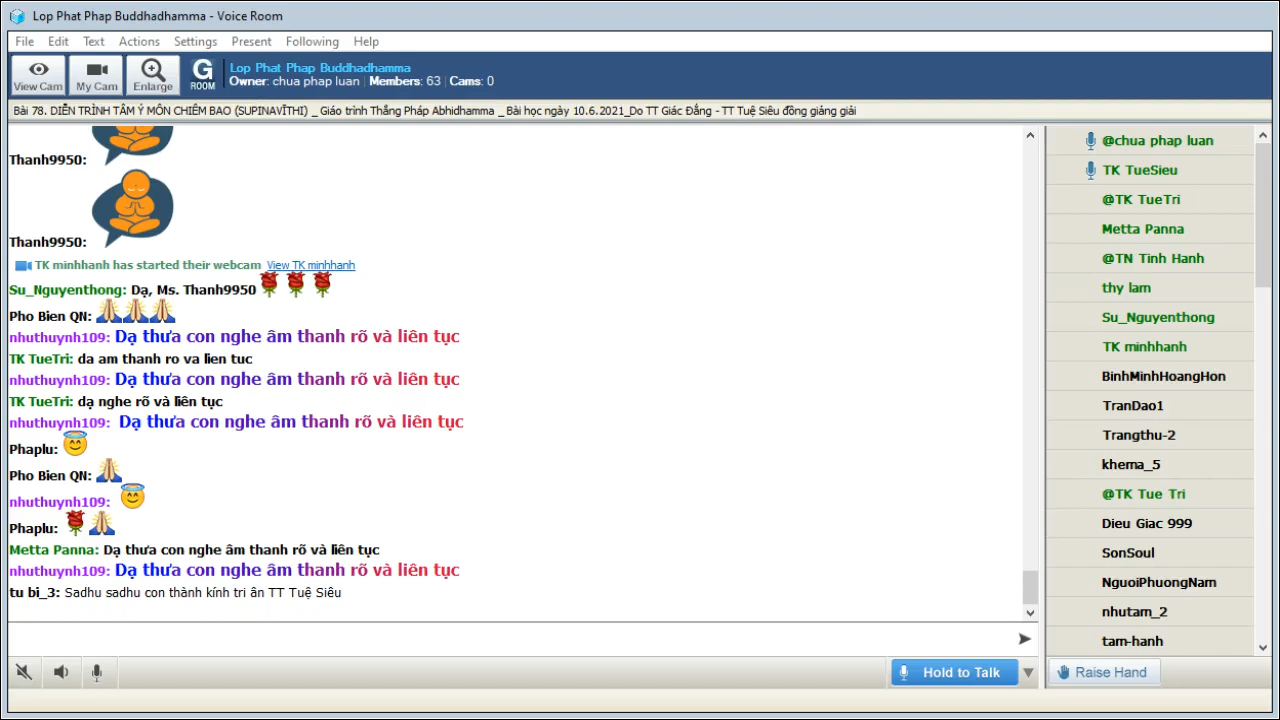 Lop Phat Phap Buddhadhamma - Voice Room
File Edit Text Actions Settings Present Following Help
View Cam My Cam Enlarge G ROOM
Lop Phat Phap Buddhadhamma
Owner: chua phap luan Members: 63 Cams: 0
Bài 78. DIỄN TRÌNH TÂM Ý MÔN CHIÊM BAO (SUPINAVĪTHI) _ Giáo trình Thắng Pháp Abhidhamma _ Bài học ngày 10.6.2021_Do TT Giác Đẳng - TT Tuệ Siêu đồng giảng giải
Thanh9950:
Thanh9950:
TK minhhanh has started their webcam View TK minhhanh
Su_Nguyenthong: Dạ, Ms. Thanh9950
Pho Bien QN:
nhuthuynh109: Dạ thưa con nghe âm thanh rõ và liên tục
TK TueTri: da am thanh ro va lien tuc
nhuthuynh109: Dạ thưa con nghe âm thanh rõ và liên tục
TK TueTri: dạ nghe rõ và liên tục
nhuthuynh109: Dạ thưa con nghe âm thanh rõ và liên tục
Phaplu:
Pho Bien QN:
nhuthuynh109:
Phaplu:
Metta Panna: Dạ thưa con nghe âm thanh rõ và liên tục
nhuthuynh109: Dạ thưa con nghe âm thanh rõ và liên tục
tu bi_3: Sadhu sadhu con thành kính tri ân TT Tuệ Siêu
Hold to Talk
@chua phap luan
TK TueSieu
@TK TueTri
Metta Panna
@TN Tinh Hanh
thy lam
Su_Nguyenthong
TK minhhanh
BinhMinhHoangHon
TranDao1
Trangthu-2
khema_5
@TK Tue Tri
Dieu Giac 999
SonSoul
NguoiPhuongNam
nhutam_2
tam-hanh
Raise Hand